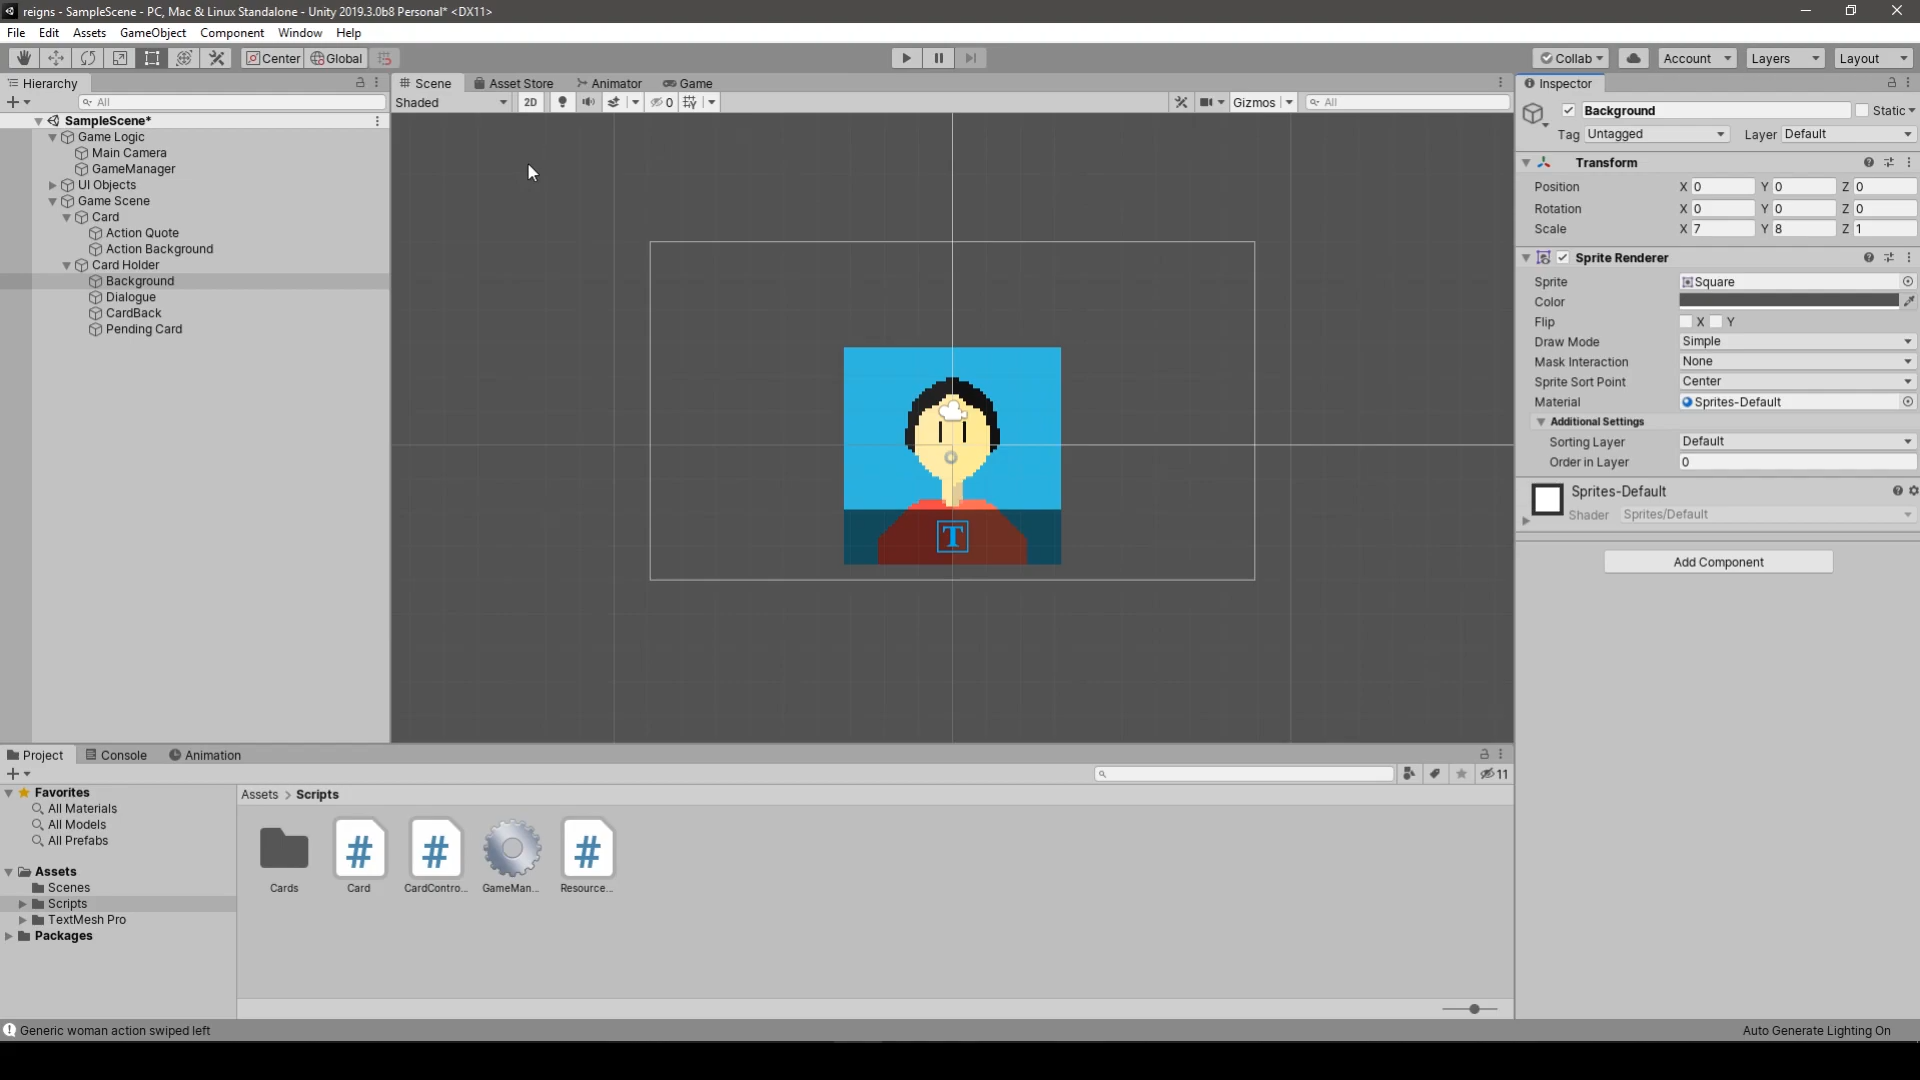 reigns - SampleScene - PC, Mac & Linux Standalone - Unity 2019.3.0b8 Personal* <DX11>
File Edit Assets GameObject Component Window Help
Center Global Collab Account Layers Layout
Hierarchy
All
SampleScene*
Game Logic
Main Camera
GameManager
UI Objects
Game Scene
Card
Action Quote
Action Background
Card Holder
Background
Dialogue
CardBack
Pending Card
Scene Asset Store Animator Game
Shaded 2D 0 Gizmos All
T
Inspector
Background Static
Tag Untagged Layer Default
Transform
Position X 0 Y 0 Z 0
Rotation X 0 Y 0 Z 0
Scale X 7 Y 8 Z 1
Sprite Renderer
Sprite Square
Color
Flip X Y
Draw Mode Simple
Mask Interaction None
Sprite Sort Point Center
Material Sprites-Default
Additional Settings
Sorting Layer Default
Order in Layer 0
Sprites-Default
Shader Sprites/Default
Add Component
Project Console Animation
11
Favorites
All Materials
All Models
All Prefabs
Assets
Scenes
Scripts
TextMesh Pro
Packages
Assets > Scripts
# # #
Cards Card CardContro... GameMan... Resource...
Generic woman action swiped left
Auto Generate Lighting On